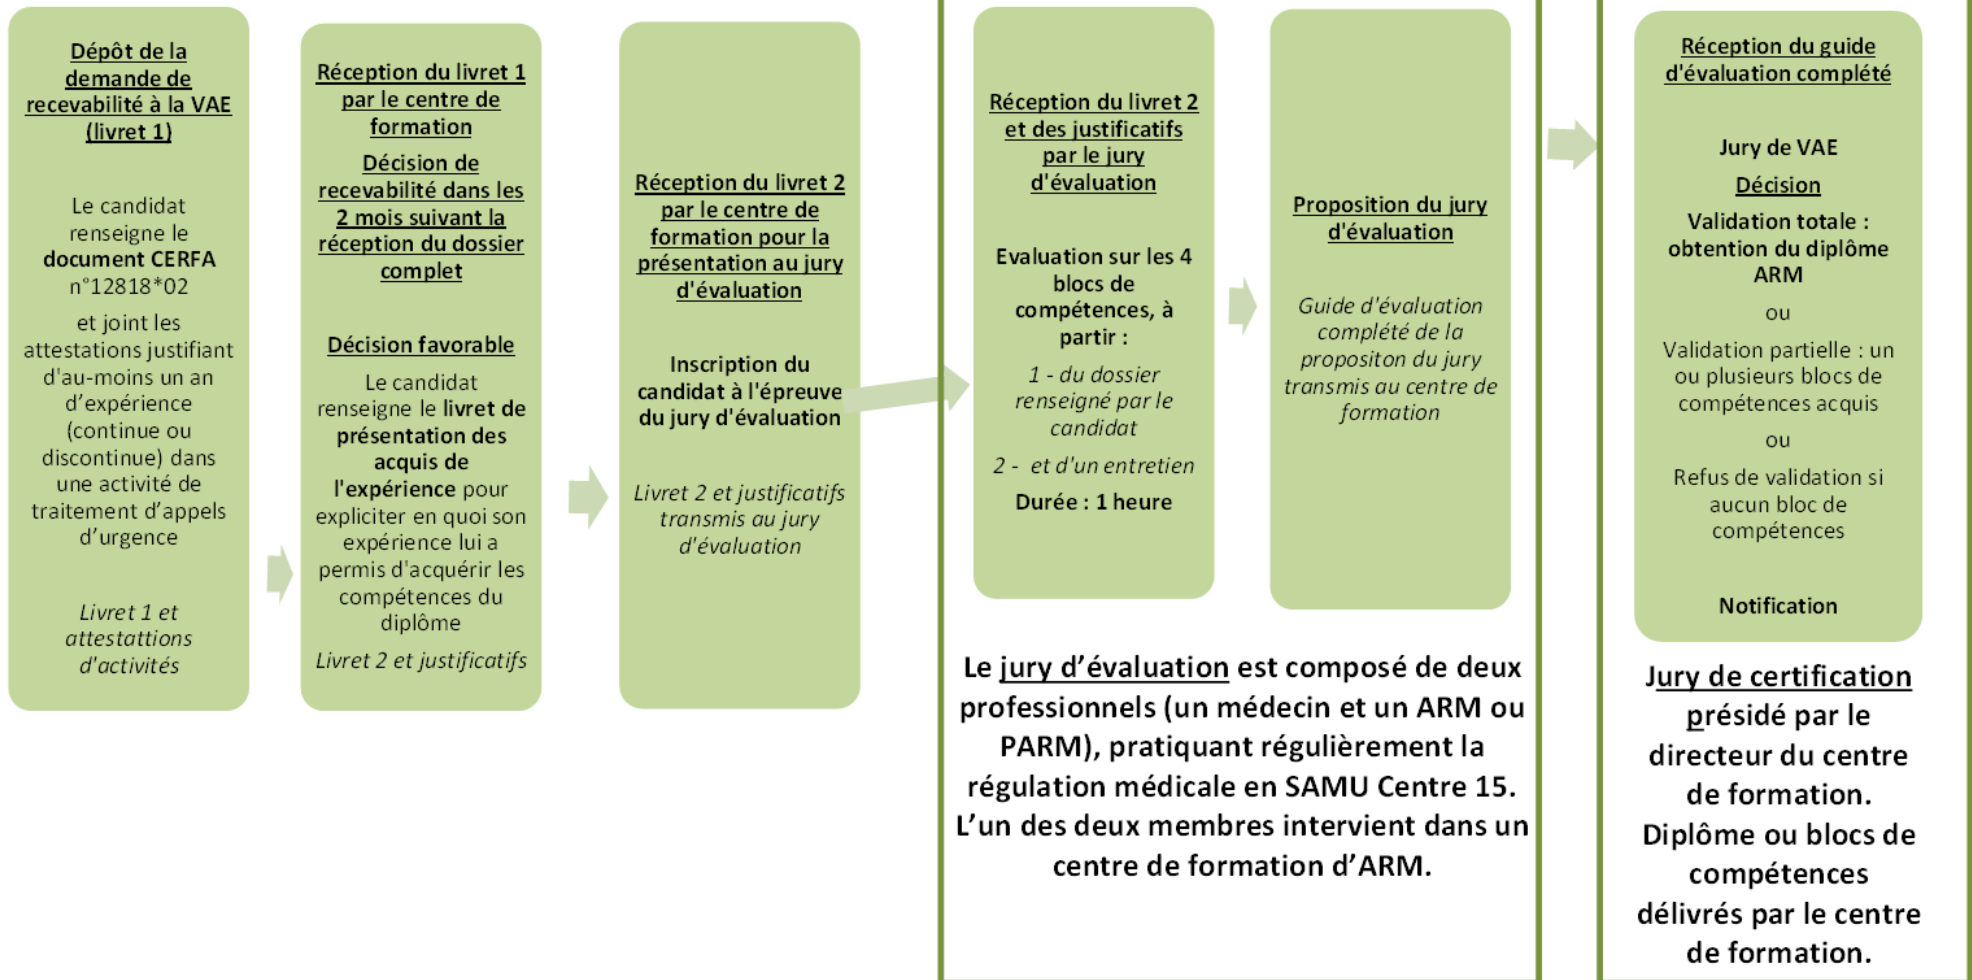 Dépôt de la
demande de
recevabilité à la VAE
(livret 1)
Le candidat
renseigne le
document CERFA
n°12818*02
et joint les
attestations justifiant
d'au-moins un an
d’expérience
(continue ou
discontinue) dans
une activité de
traitement d’appels
d’urgence
Livret 1 et
attestattions
d'activités
Réception du livret 1
par le centre de
formation
Décision de
recevabilité dans les
2 mois suivant la
réception du dossier
complet
Décision favorable
Le candidat
renseigne le livret de
présentation des
acquis de
l'expérience pour
expliciter en quoi son
expérience lui a
permis d'acquérir les
compétences du
diplôme
Livret 2 et justificatifs
Réception du livret 2
par le centre de
formation pour la
présentation au jury
d'évaluation
Inscription du
candidat à l'épreuve
du jury d'évaluation
Livret 2 et justificatifs
transmis au jury
d'évaluation
Réception du livret 2
et des justificatifs
par le jury
d'évaluation
Evaluation sur les 4
blocs de
compétences, à
partir :
1 - du dossier
renseigné par le
candidat
2 - et d'un entretien
Durée : 1 heure
Proposition du jury
d'évaluation
Guide d'évaluation
complété de la
propositon du jury
transmis au centre de
formation
Le jury d’évaluation est composé de deux
professionnels (un médecin et un ARM ou
PARM), pratiquant régulièrement la
régulation médicale en SAMU Centre 15.
L’un des deux membres intervient dans un
centre de formation d’ARM.
Réception du guide
d'évaluation complété
Jury de VAE
Décision
Validation totale :
obtention du diplôme
ARM
ou
Validation partielle : un
ou plusieurs blocs de
compétences acquis
ou
Refus de validation si
aucun bloc de
compétences
Notification
Jury de certification
présidé par le
directeur du centre
de formation.
Diplôme ou blocs de
compétences
délivrés par le centre
de formation.